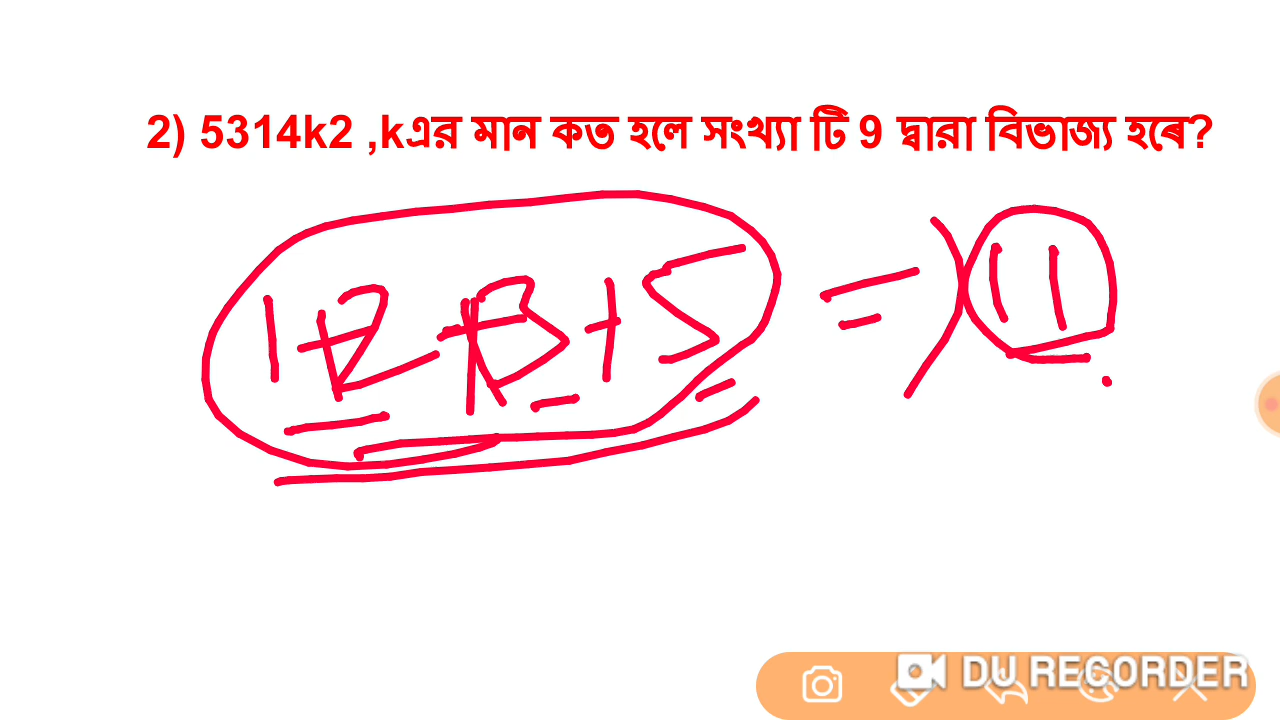 2) 5314k2 ,kএর মান কত হলে সংখ্যা টি 9 দ্বারা বিভাজ্য হৰে?
1+2+3+5 => 11
DU RECORDER